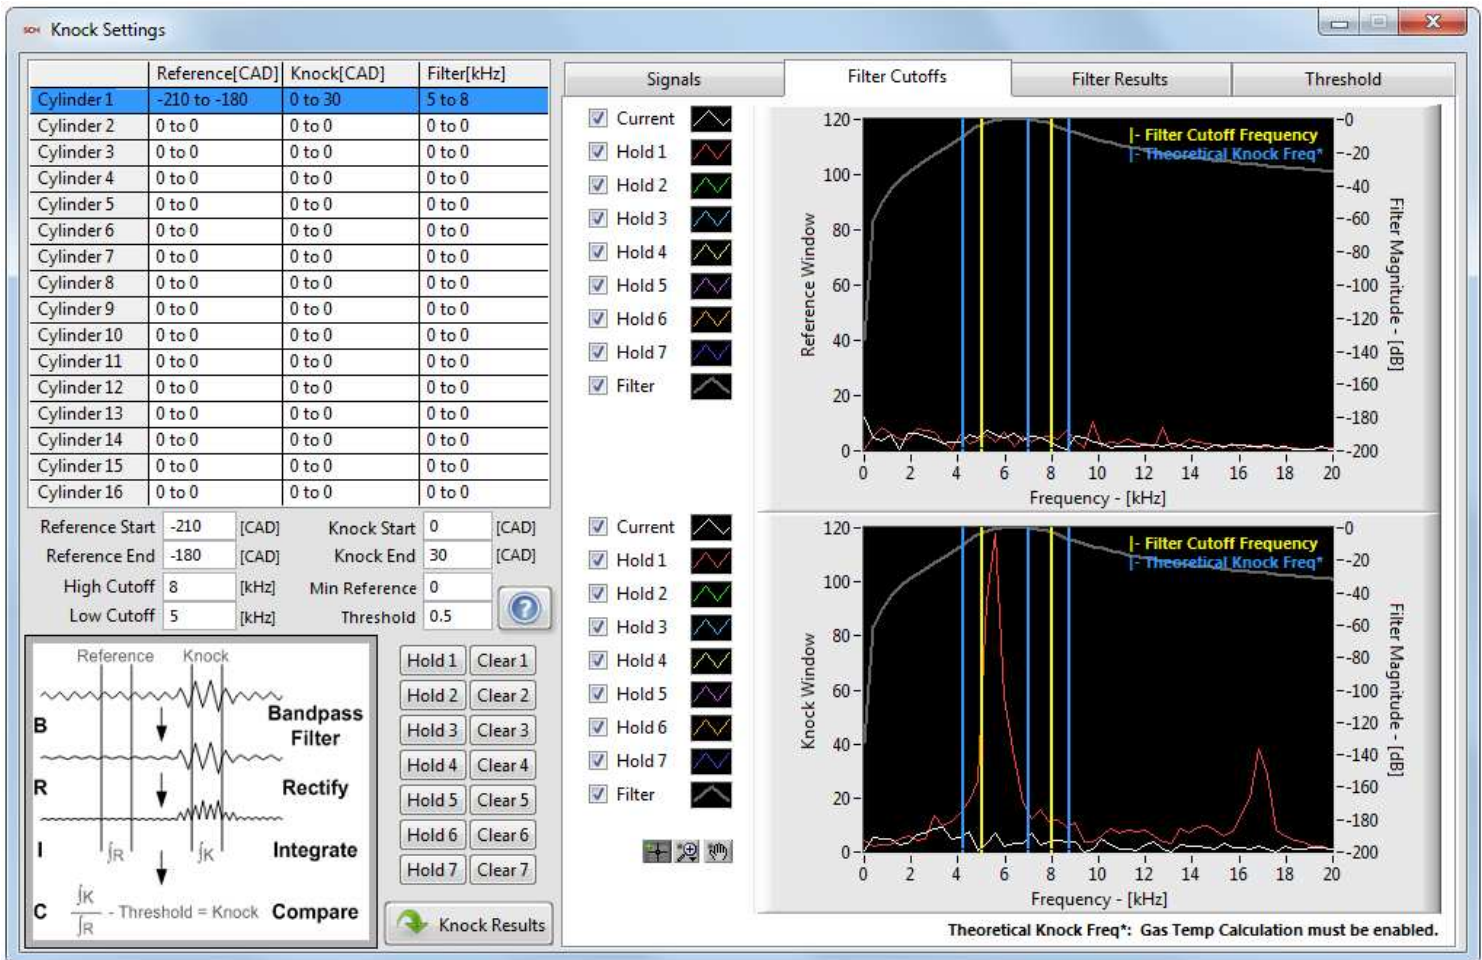 SCM Knock Settings
Reference[CAD] Knock[CAD] Filter[kHz]
Cylinder 1 -210 to -180 0 to 30 5 to 8
Cylinder 2 0 to 0 0 to 0 0 to 0
Cylinder 3 0 to 0 0 to 0 0 to 0
Cylinder 4 0 to 0 0 to 0 0 to 0
Cylinder 5 0 to 0 0 to 0 0 to 0
Cylinder 6 0 to 0 0 to 0 0 to 0
Cylinder 7 0 to 0 0 to 0 0 to 0
Cylinder 8 0 to 0 0 to 0 0 to 0
Cylinder 9 0 to 0 0 to 0 0 to 0
Cylinder 10 0 to 0 0 to 0 0 to 0
Cylinder 11 0 to 0 0 to 0 0 to 0
Cylinder 12 0 to 0 0 to 0 0 to 0
Cylinder 13 0 to 0 0 to 0 0 to 0
Cylinder 14 0 to 0 0 to 0 0 to 0
Cylinder 15 0 to 0 0 to 0 0 to 0
Cylinder 16 0 to 0 0 to 0 0 to 0
Reference Start -210 [CAD] Knock Start 0 [CAD]
Reference End -180 [CAD] Knock End 30 [CAD]
High Cutoff 8 [kHz] Min Reference 0
Low Cutoff 5 [kHz] Threshold 0.5
?
Reference Knock
B Bandpass
Filter
R Rectify
I ∫R ∫K Integrate
C ∫K
∫R - Threshold = Knock Compare
Hold 1 Clear 1
Hold 2 Clear 2
Hold 3 Clear 3
Hold 4 Clear 4
Hold 5 Clear 5
Hold 6 Clear 6
Hold 7 Clear 7
Knock Results
Signals Filter Cutoffs Filter Results Threshold
Current
Hold 1
Hold 2
Hold 3
Hold 4
Hold 5
Hold 6
Hold 7
Filter
Reference Window
120
100
80
60
40
20
0
|- Filter Cutoff Frequency
|- Theoretical Knock Freq*
-0
-20
-40
-60
-80
-100
-120
-140
-160
-180
-200
Filter Magnitude - [dB]
0 2 4 6 8 10 12 14 16 18 20
Frequency - [kHz]
Current
Hold 1
Hold 2
Hold 3
Hold 4
Hold 5
Hold 6
Hold 7
Filter
Knock Window
120
100
80
60
40
20
0
|- Filter Cutoff Frequency
|- Theoretical Knock Freq*
-0
-20
-40
-60
-80
-100
-120
-140
-160
-180
-200
Filter Magnitude - [dB]
0 2 4 6 8 10 12 14 16 18 20
Frequency - [kHz]
Theoretical Knock Freq*: Gas Temp Calculation must be enabled.